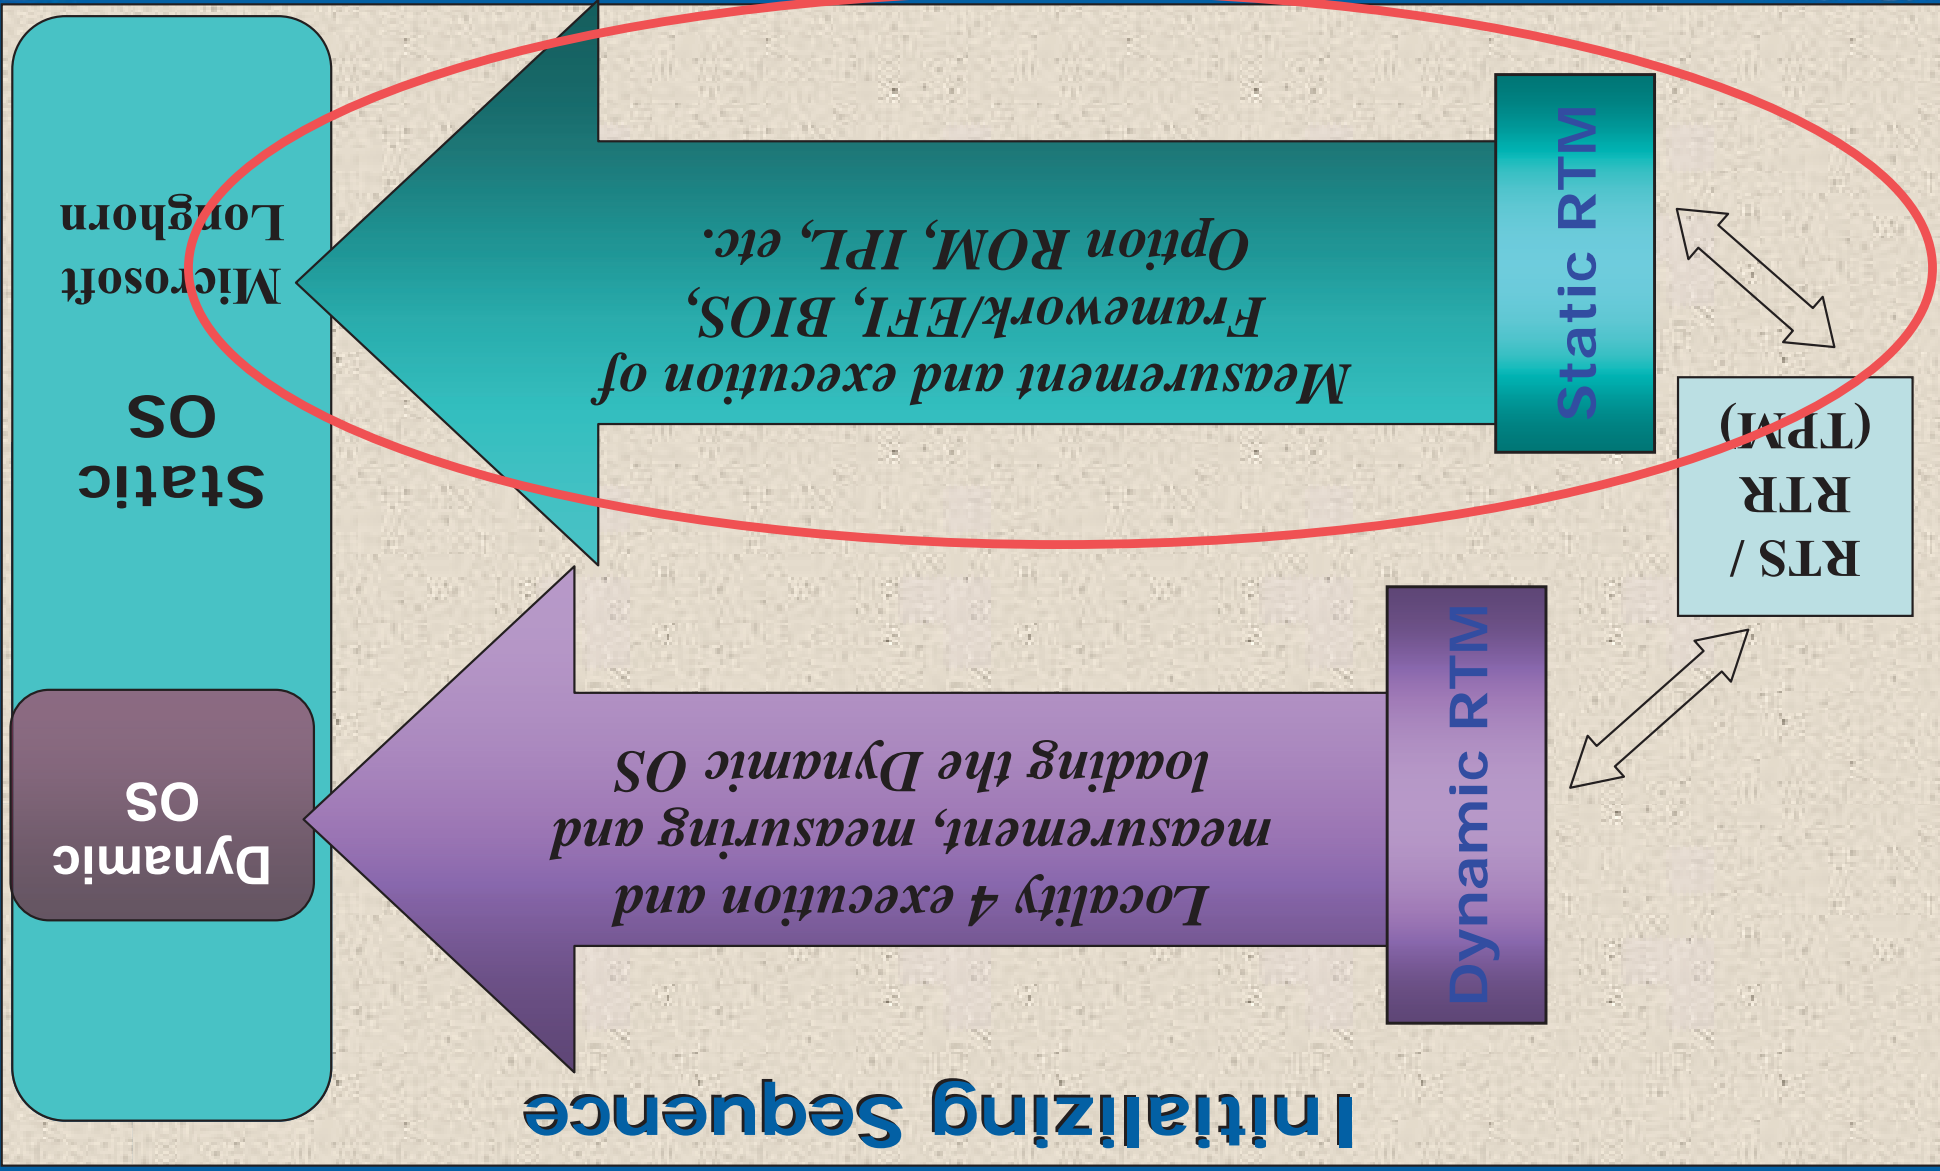 Initializing Sequence
Dynamic RTM
Locality 4 execution and
measurement, measuring and
loading the Dynamic OS
Dynamic
OS
RTS /
RTR
(TPM)
Static RTM
Measurement and execution of
Framework/EFI, BIOS,
Option ROM, IPL, etc.
Static
OS
Microsoft
Longhorn